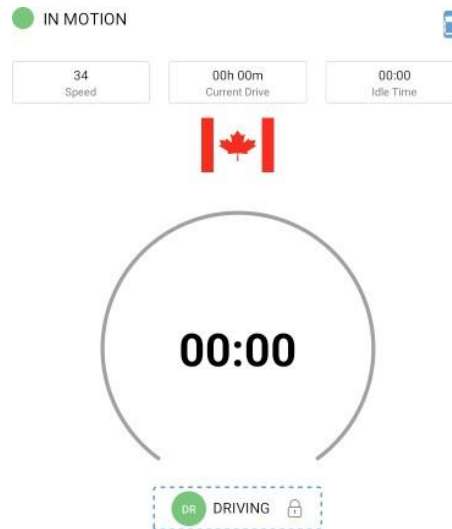 IN MOTION
34 00h 00m 00:00
Speed Current Drive Idle Time
00:00
DR DRIVING